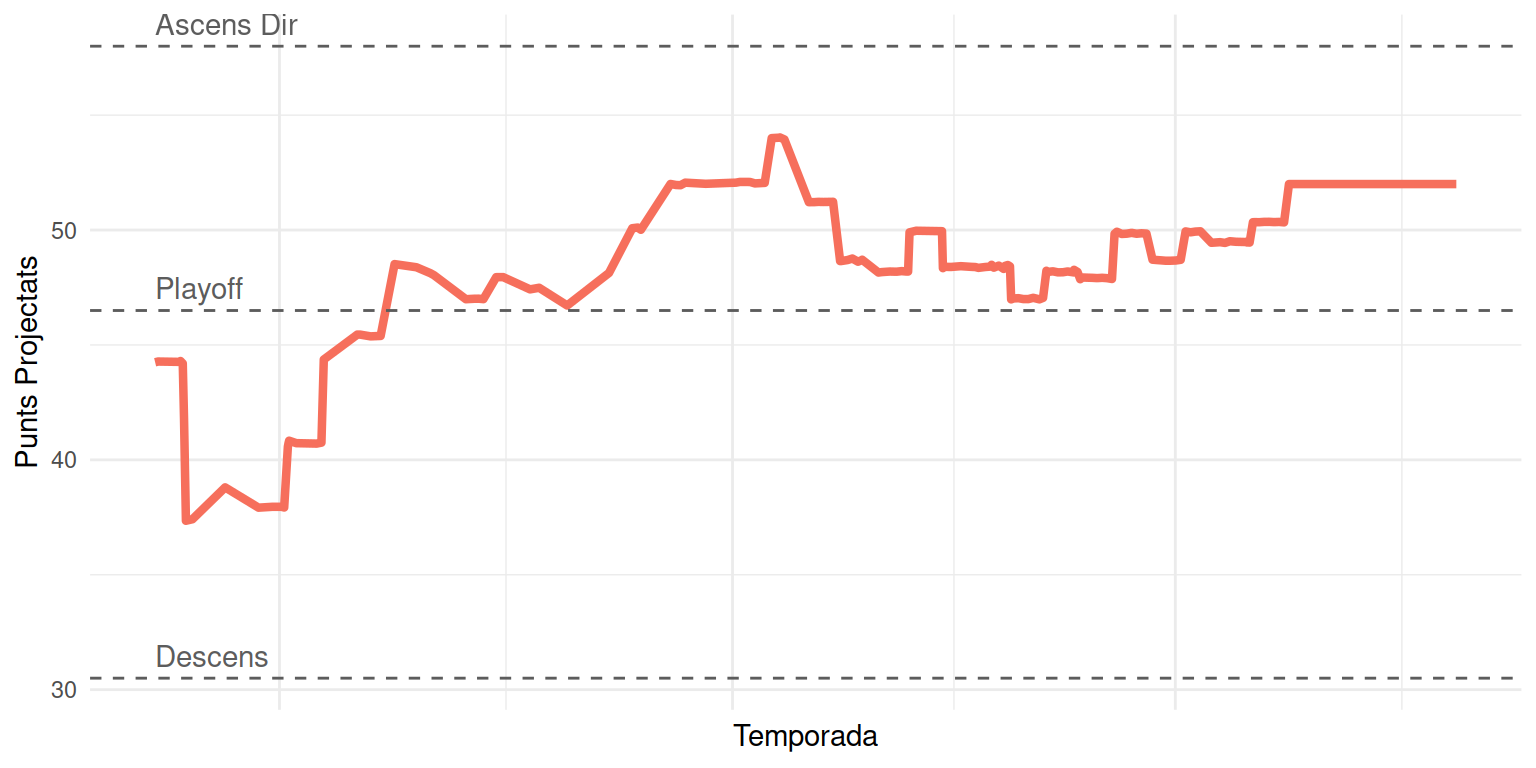 Ascens Dir
50
Playoff
Punts Projectats
40
Descens
30
Temporada